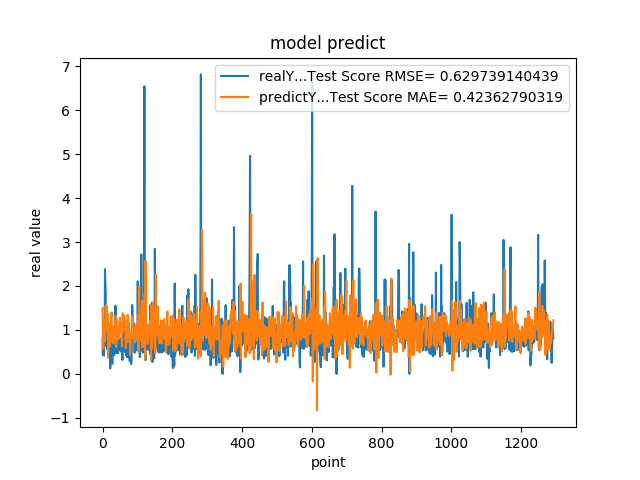 model predict
realY...Test Score RMSE= 0.629739140439
predictY...Test Score MAE= 0.42362790319
real value
7
6
5
4
3
2
1
0
−1
0 200 400 600 800 1000 1200
point